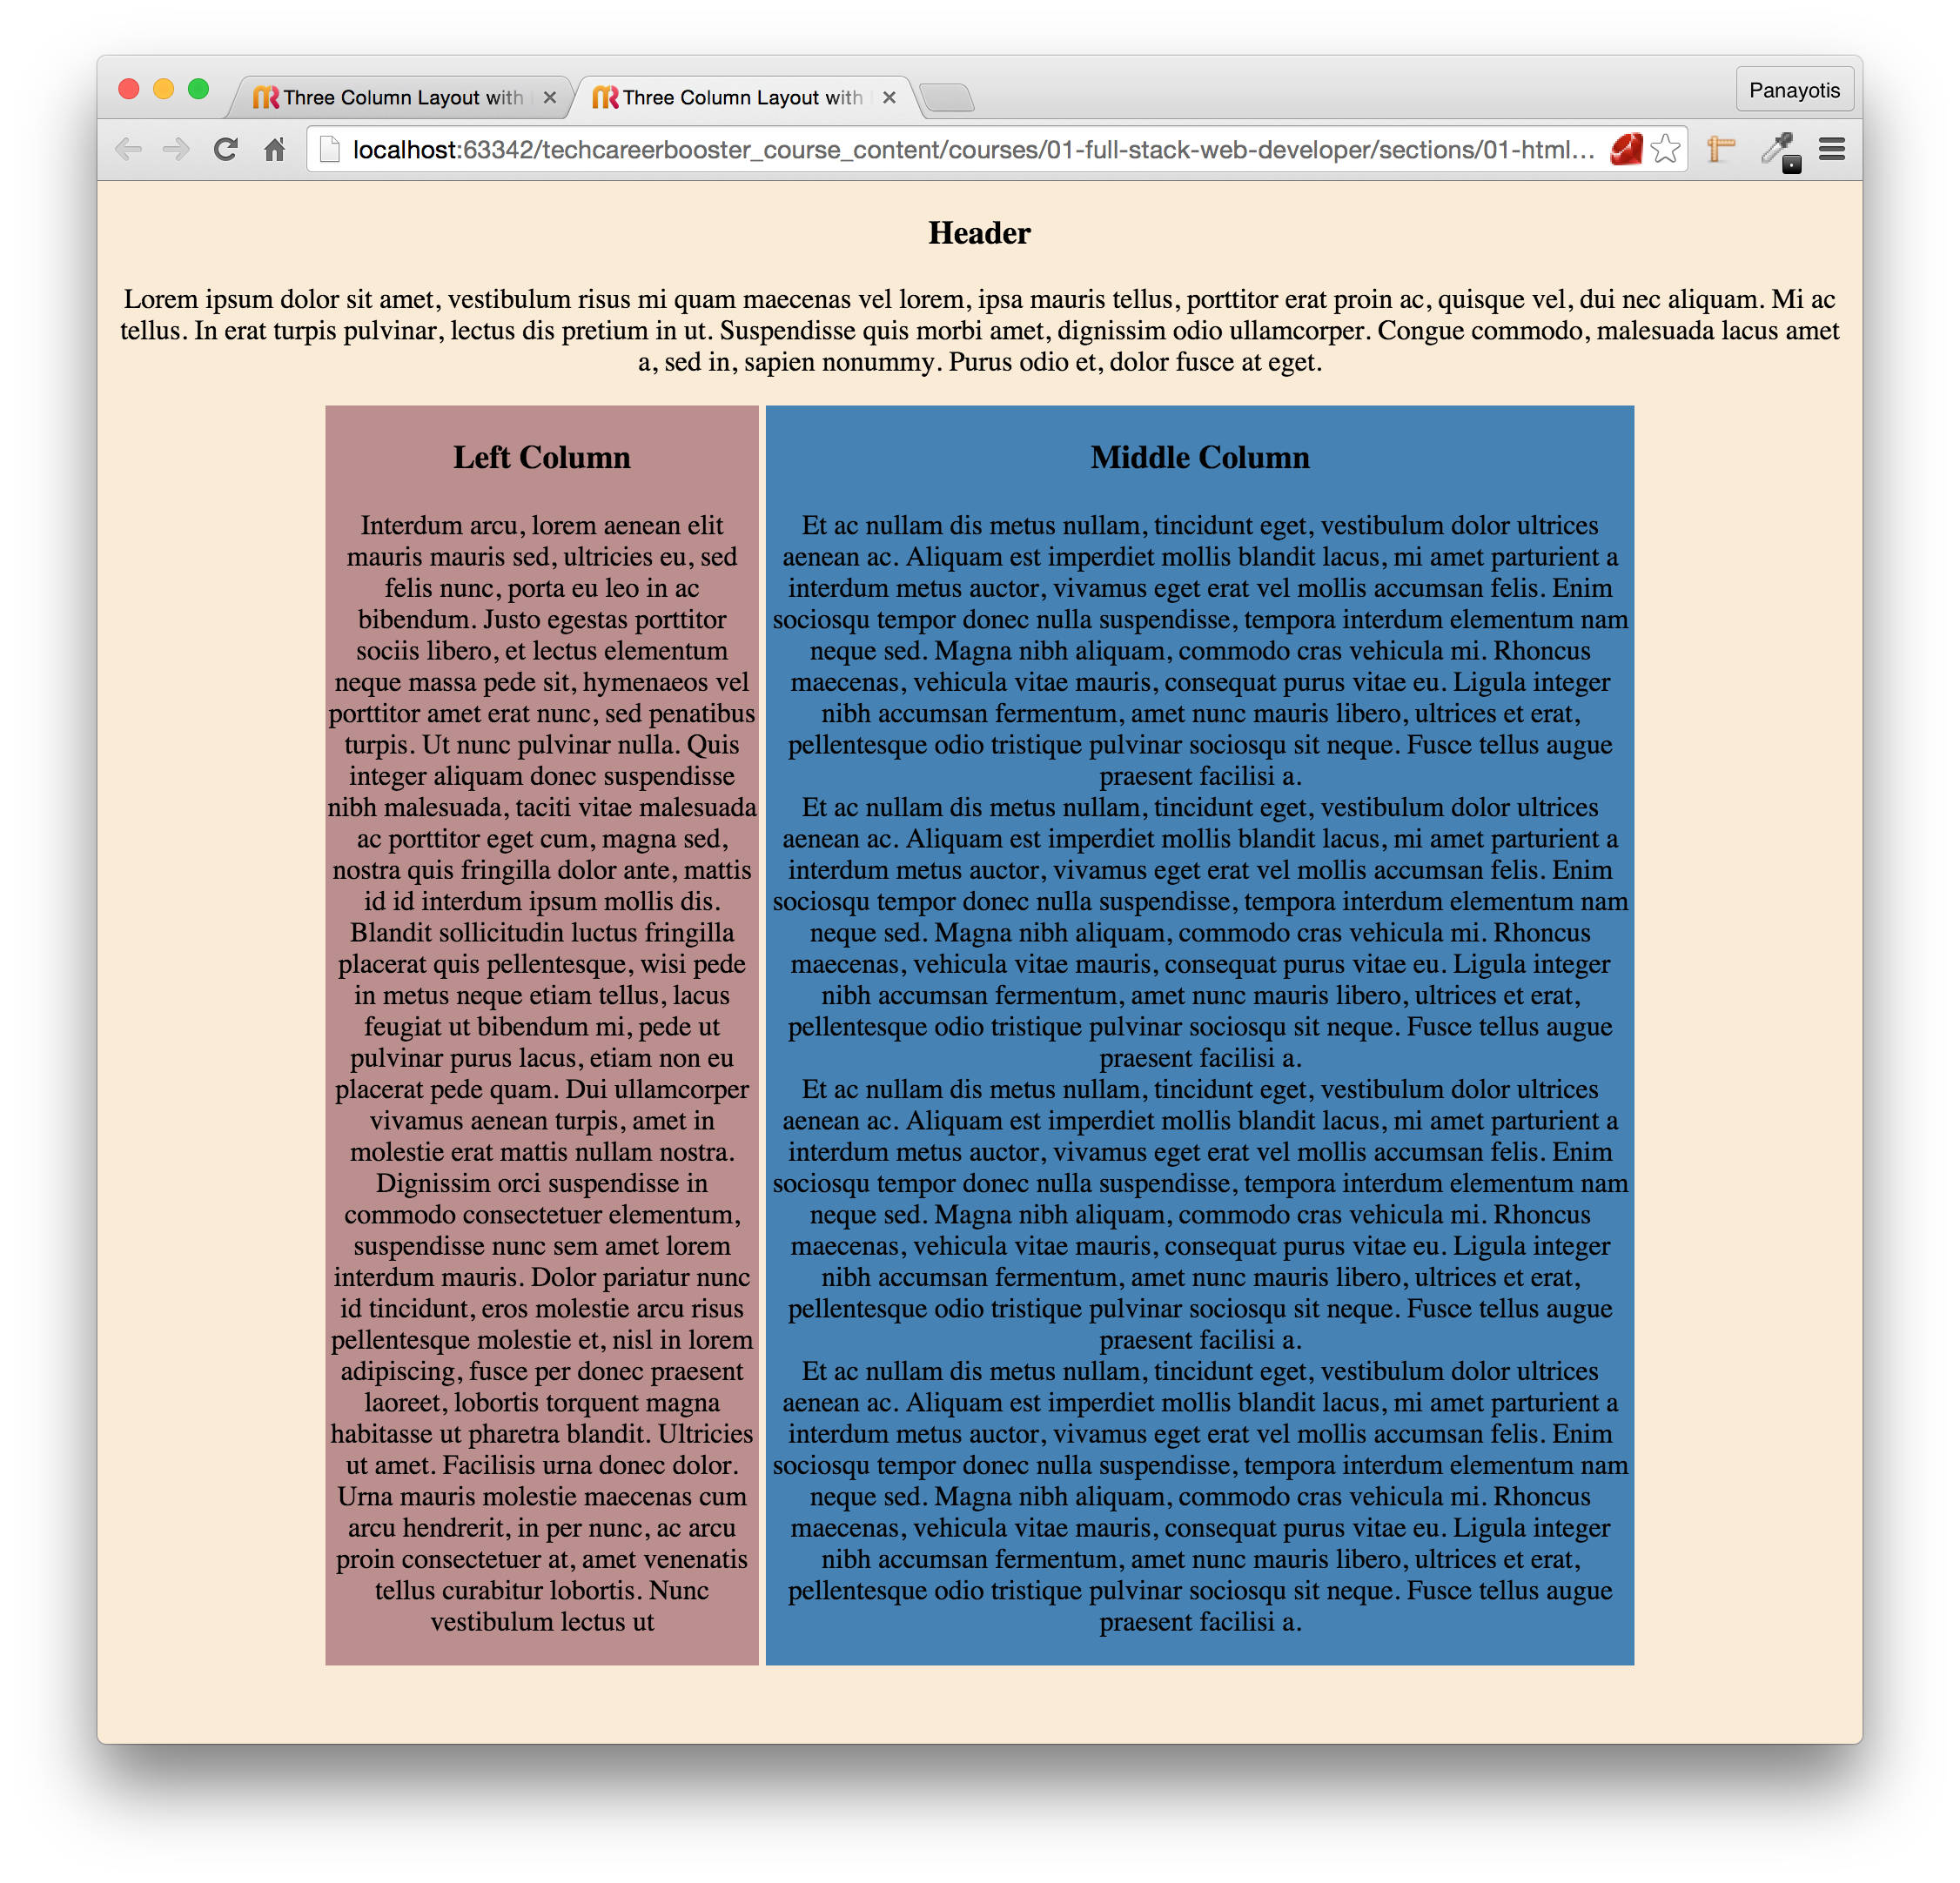 Three Column Layout with
Three Column Layout with
Panayotis
localhost:63342/techcareerbooster_course_content/courses/01-full-stack-web-developer/sections/01-html...
Header
Lorem ipsum dolor sit amet, vestibulum risus mi quam maecenas vel lorem, ipsa mauris tellus, porttitor erat proin ac, quisque vel, dui nec aliquam. Mi ac
tellus. In erat turpis pulvinar, lectus dis pretium in ut. Suspendisse quis morbi amet, dignissim odio ullamcorper. Congue commodo, malesuada lacus amet
a, sed in, sapien nonummy. Purus odio et, dolor fusce at eget.
Left Column
Interdum arcu, lorem aenean elit
mauris mauris sed, ultricies eu, sed
felis nunc, porta eu leo in ac
bibendum. Justo egestas porttitor
sociis libero, et lectus elementum
neque massa pede sit, hymenaeos vel
porttitor amet erat nunc, sed penatibus
turpis. Ut nunc pulvinar nulla. Quis
integer aliquam donec suspendisse
nibh malesuada, taciti vitae malesuada
ac porttitor eget cum, magna sed,
nostra quis fringilla dolor ante, mattis
id id interdum ipsum mollis dis.
Blandit sollicitudin luctus fringilla
placerat quis pellentesque, wisi pede
in metus neque etiam tellus, lacus
feugiat ut bibendum mi, pede ut
pulvinar purus lacus, etiam non eu
placerat pede quam. Dui ullamcorper
vivamus aenean turpis, amet in
molestie erat mattis nullam nostra.
Dignissim orci suspendisse in
commodo consectetuer elementum,
suspendisse nunc sem amet lorem
interdum mauris. Dolor pariatur nunc
id tincidunt, eros molestie arcu risus
pellentesque molestie et, nisl in lorem
adipiscing, fusce per donec praesent
laoreet, lobortis torquent magna
habitasse ut pharetra blandit. Ultricies
ut amet. Facilisis urna donec dolor.
Urna mauris molestie maecenas cum
arcu hendrerit, in per nunc, ac arcu
proin consectetuer at, amet venenatis
tellus curabitur lobortis. Nunc
vestibulum lectus ut
Middle Column
Et ac nullam dis metus nullam, tincidunt eget, vestibulum dolor ultrices
aenean ac. Aliquam est imperdiet mollis blandit lacus, mi amet parturient a
interdum metus auctor, vivamus eget erat vel mollis accumsan felis. Enim
sociosqu tempor donec nulla suspendisse, tempora interdum elementum nam
neque sed. Magna nibh aliquam, commodo cras vehicula mi. Rhoncus
maecenas, vehicula vitae mauris, consequat purus vitae eu. Ligula integer
nibh accumsan fermentum, amet nunc mauris libero, ultrices et erat,
pellentesque odio tristique pulvinar sociosqu sit neque. Fusce tellus augue
praesent facilisi a.
Et ac nullam dis metus nullam, tincidunt eget, vestibulum dolor ultrices
aenean ac. Aliquam est imperdiet mollis blandit lacus, mi amet parturient a
interdum metus auctor, vivamus eget erat vel mollis accumsan felis. Enim
sociosqu tempor donec nulla suspendisse, tempora interdum elementum nam
neque sed. Magna nibh aliquam, commodo cras vehicula mi. Rhoncus
maecenas, vehicula vitae mauris, consequat purus vitae eu. Ligula integer
nibh accumsan fermentum, amet nunc mauris libero, ultrices et erat,
pellentesque odio tristique pulvinar sociosqu sit neque. Fusce tellus augue
praesent facilisi a.
Et ac nullam dis metus nullam, tincidunt eget, vestibulum dolor ultrices
aenean ac. Aliquam est imperdiet mollis blandit lacus, mi amet parturient a
interdum metus auctor, vivamus eget erat vel mollis accumsan felis. Enim
sociosqu tempor donec nulla suspendisse, tempora interdum elementum nam
neque sed. Magna nibh aliquam, commodo cras vehicula mi. Rhoncus
maecenas, vehicula vitae mauris, consequat purus vitae eu. Ligula integer
nibh accumsan fermentum, amet nunc mauris libero, ultrices et erat,
pellentesque odio tristique pulvinar sociosqu sit neque. Fusce tellus augue
praesent facilisi a.
Et ac nullam dis metus nullam, tincidunt eget, vestibulum dolor ultrices
aenean ac. Aliquam est imperdiet mollis blandit lacus, mi amet parturient a
interdum metus auctor, vivamus eget erat vel mollis accumsan felis. Enim
sociosqu tempor donec nulla suspendisse, tempora interdum elementum nam
neque sed. Magna nibh aliquam, commodo cras vehicula mi. Rhoncus
maecenas, vehicula vitae mauris, consequat purus vitae eu. Ligula integer
nibh accumsan fermentum, amet nunc mauris libero, ultrices et erat,
pellentesque odio tristique pulvinar sociosqu sit neque. Fusce tellus augue
praesent facilisi a.